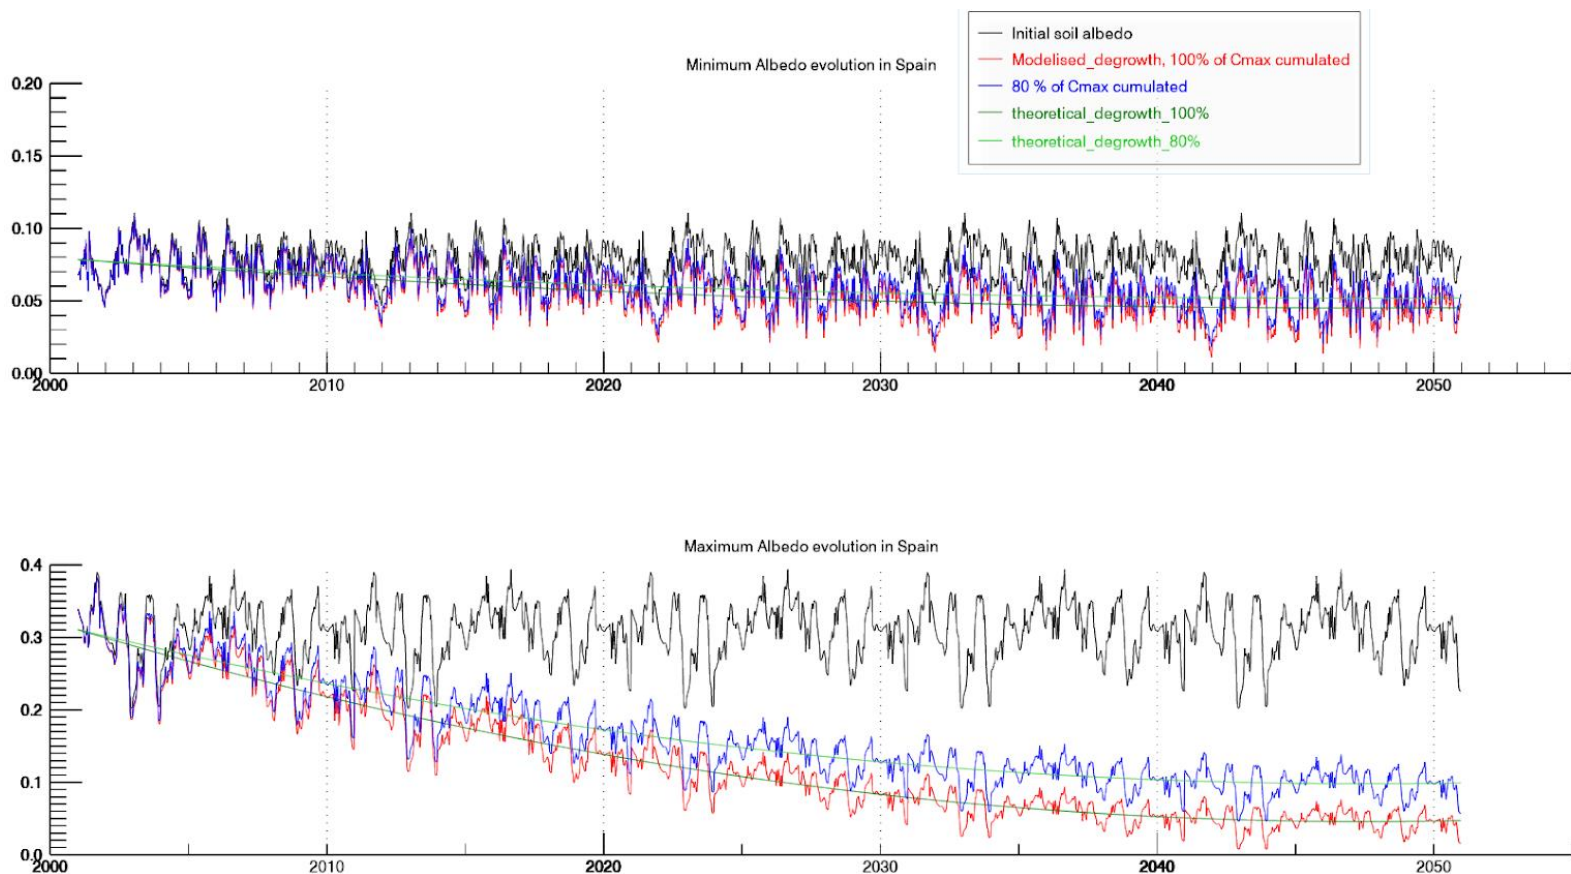 Initial soil albedo
Modelised_degrowth, 100% of Cmax cumulated
80 % of Cmax cumulated
theoretical_degrowth_100%
theoretical_degrowth_80%
Minimum Albedo evolution in Spain
0.20
0.15
0.10
0.05
0.00
2000 2010 2020 2030 2040 2050
Maximum Albedo evolution in Spain
0.4
0.3
0.2
0.1
0.0
2000 2010 2020 2030 2040 2050